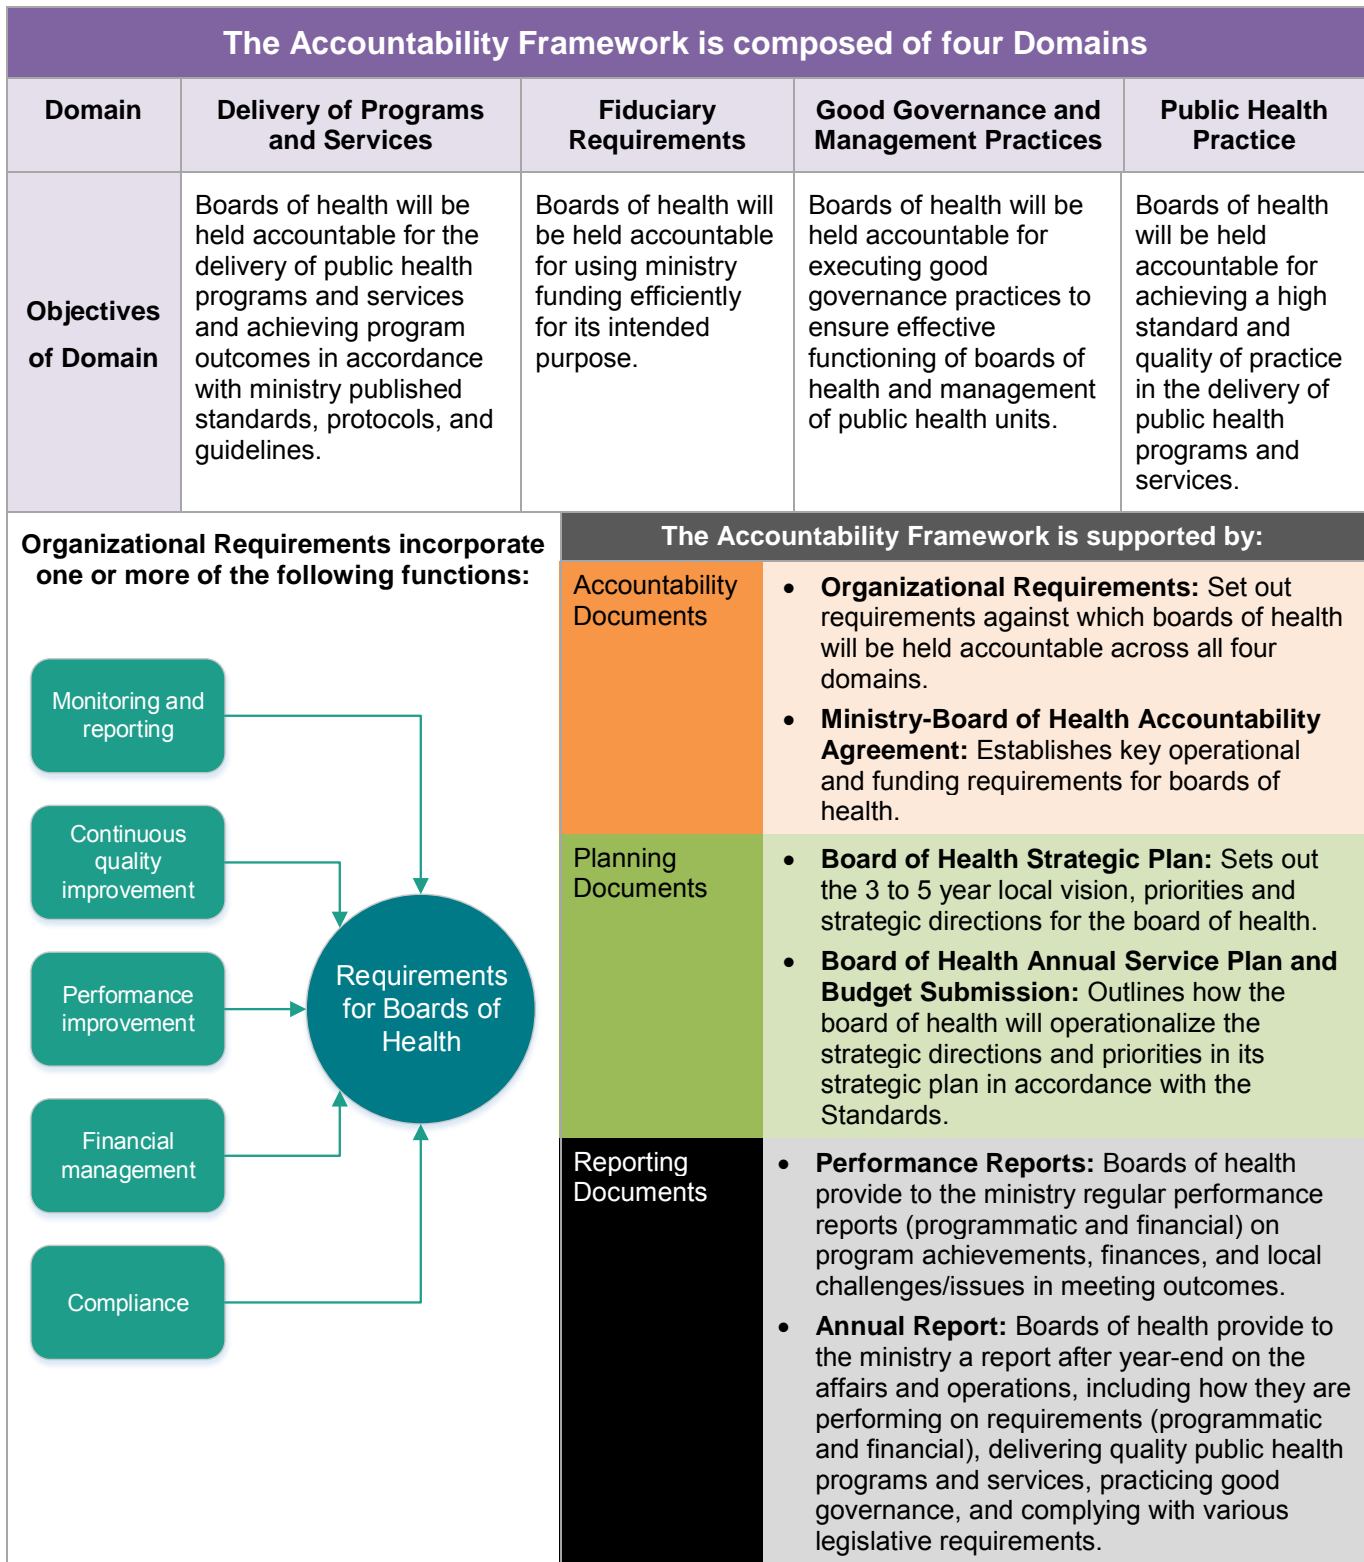 The Accountability Framework is composed of four Domains
Domain
Delivery of Programs
and Services
Fiduciary
Requirements
Good Governance and
Management Practices
Public Health
Practice
Objectives
of Domain
Boards of health will be
held accountable for the
delivery of public health
programs and services
and achieving program
outcomes in accordance
with ministry published
standards, protocols, and
guidelines.
Boards of health will
be held accountable
for using ministry
funding efficiently
for its intended
purpose.
Boards of health will be
held accountable for
executing good
governance practices to
ensure effective
functioning of boards of
health and management
of public health units.
Boards of health
will be held
accountable for
achieving a high
standard and
quality of practice
in the delivery of
public health
programs and
services.
Organizational Requirements incorporate
one or more of the following functions:
Monitoring and
reporting
Continuous
quality
improvement
Performance
improvement
Financial
management
Compliance
Requirements
for Boards of
Health
The Accountability Framework is supported by:
Accountability
Documents
• Organizational Requirements: Set out
requirements against which boards of health
will be held accountable across all four
domains.
• Ministry-Board of Health Accountability
Agreement: Establishes key operational
and funding requirements for boards of
health.
Planning
Documents
• Board of Health Strategic Plan: Sets out
the 3 to 5 year local vision, priorities and
strategic directions for the board of health.
• Board of Health Annual Service Plan and
Budget Submission: Outlines how the
board of health will operationalize the
strategic directions and priorities in its
strategic plan in accordance with the
Standards.
Reporting
Documents
• Performance Reports: Boards of health
provide to the ministry regular performance
reports (programmatic and financial) on
program achievements, finances, and local
challenges/issues in meeting outcomes.
• Annual Report: Boards of health provide to
the ministry a report after year-end on the
affairs and operations, including how they are
performing on requirements (programmatic
and financial), delivering quality public health
programs and services, practicing good
governance, and complying with various
legislative requirements.